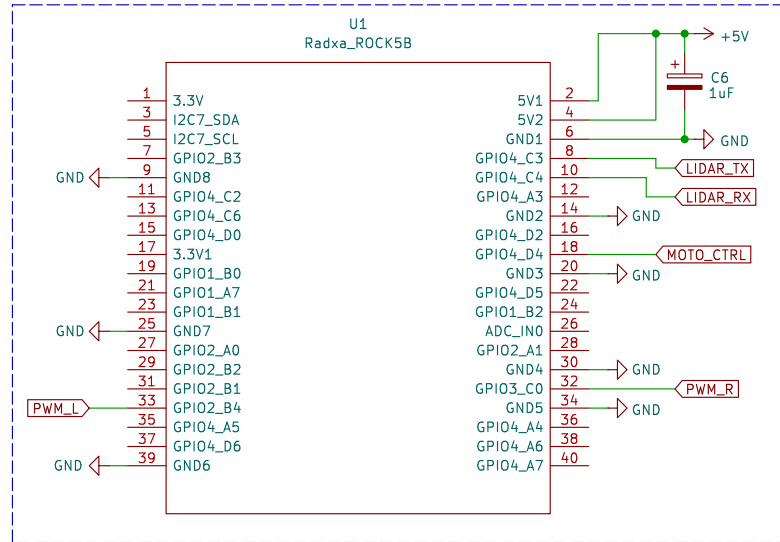 U1
Radxa_ROCK5B
+5V
+ C6
1uF
1 3.3V 5V1 2
3 I2C7_SDA 5V2 4
5 I2C7_SCL GND1 6 GND
7 GPIO2_B3 GPIO4_C3 8 LIDAR_TX
GND 9 GND8 GPIO4_C4 10 LIDAR_RX
11 GPIO4_C2 GPIO4_A3 12
13 GPIO4_C6 GND2 14 GND
15 GPIO4_D0 GPIO4_D2 16
17 3.3V1 GPIO4_D4 18 MOTO_CTRL
19 GPIO1_B0 GND3 20 GND
21 GPIO1_A7 GPIO4_D5 22
23 GPIO1_B1 GPIO1_B2 24
GND 25 GND7 ADC_IN0 26
27 GPIO2_A0 GPIO2_A1 28
29 GPIO2_B2 GND4 30 GND
31 GPIO2_B1 GPIO3_C0 32 PWM_R
PWM_L 33 GPIO2_B4 GND5 34 GND
35 GPIO4_A5 GPIO4_A4 36
37 GPIO4_D6 GPIO4_A6 38
GND 39 GND6 GPIO4_A7 40